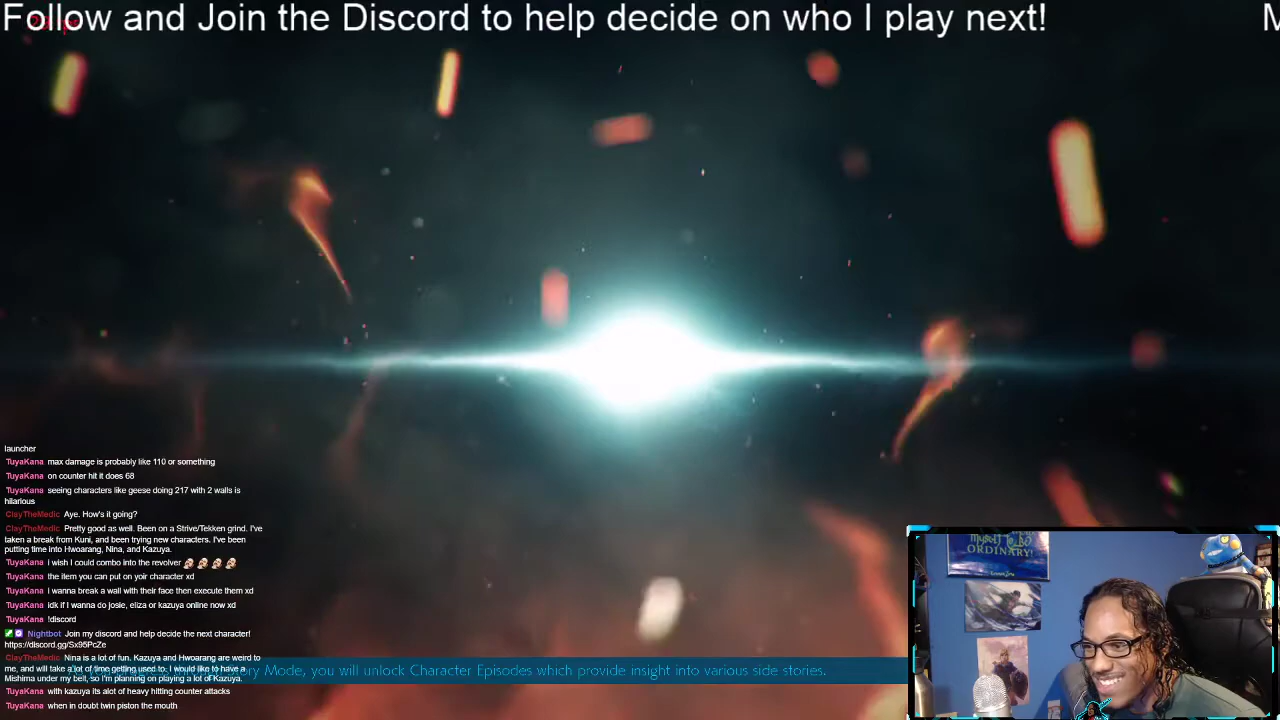 Follow and Join the Discord to help decide on who I play next!
M
launcher
TuyaKana max damage is probably like 110 or something
TuyaKana on counter hit it does 68
TuyaKana seeing characters like geese doing 217 with 2 walls is
hilarious
ClayTheMedic Aye. How's it going?
ClayTheMedic Pretty good as well. Been on a Strive/Tekken grind. I've
taken a break from Kuni, and been trying new characters. I've been
putting time into Hwoarang, Nina, and Kazuya.
TuyaKana I wish I could combo into the revolver
TuyaKana the item you can put on yoir character xd
TuyaKana I wanna break a wall with their face then execute them xd
TuyaKana idk if I wanna do josie, eliza or kazuya online now xd
TuyaKana !discord
Nightbot Join my discord and help decide the next character!
https://discord.gg/Sx95PcZe
ClayTheMedic Nina is a lot of fun. Kazuya and Hwoarang are weird to
me, and will take a lot of time getting used to. I would like to have a
Mishima under my belt, so I'm planning on playing a lot of Kazuya.
TuyaKana with kazuya its alot of heavy hitting counter attacks
TuyaKana when in doubt twin piston the mouth
Mode, you will unlock Character Episodes which provide insight into various side stories.
Myself to BO
ORDINARY!